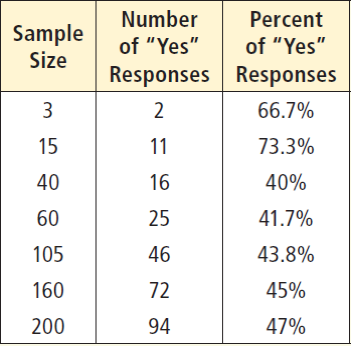 Sample Size
Number of “Yes” Responses
Percent of “Yes” Responses
3 2 66.7%
15 11 73.3%
40 16 40%
60 25 41.7%
105 46 43.8%
160 72 45%
200 94 47%